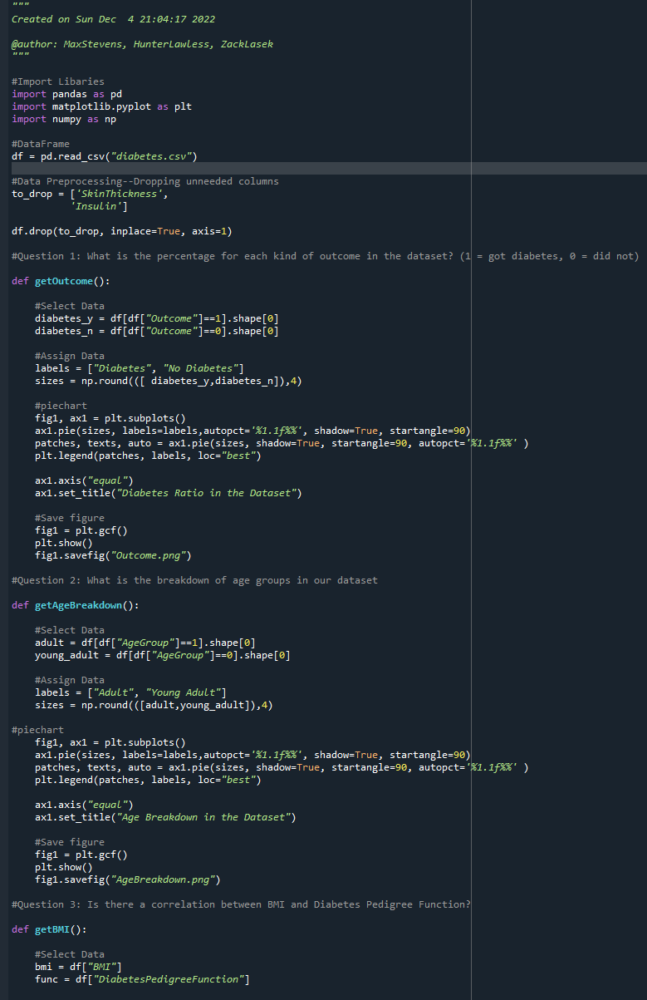 """
Created on Sun Dec  4 21:04:17 2022

@author: MaxStevens, HunterLawless, ZackLasek
"""

#Import Libaries
import pandas as pd
import matplotlib.pyplot as plt
import numpy as np

#DataFrame
df = pd.read_csv("diabetes.csv")

#Data Preprocessing--Dropping unneeded columns
to_drop = ['SkinThickness',
          'Insulin']

df.drop(to_drop, inplace=True, axis=1)

#Question 1: What is the percentage for each kind of outcome in the dataset? (1 = got diabetes, 0 = did not)

def getOutcome():

    #Select Data
    diabetes_y = df[df["Outcome"]==1].shape[0]
    diabetes_n = df[df["Outcome"]==0].shape[0]

    #Assign Data
    labels = ["Diabetes", "No Diabetes"]
    sizes = np.round(([ diabetes_y,diabetes_n]),4)

    #piechart
    fig1, ax1 = plt.subplots()
    ax1.pie(sizes, labels=labels,autopct='%1.1f%%', shadow=True, startangle=90)
    patches, texts, auto = ax1.pie(sizes, shadow=True, startangle=90, autopct='%1.1f%%' )
    plt.legend(patches, labels, loc="best")

    ax1.axis("equal")
    ax1.set_title("Diabetes Ratio in the Dataset")

    #Save figure
    fig1 = plt.gcf()
    plt.show()
    fig1.savefig("Outcome.png")

#Question 2: What is the breakdown of age groups in our dataset

def getAgeBreakdown():

    #Select Data
    adult = df[df["AgeGroup"]==1].shape[0]
    young_adult = df[df["AgeGroup"]==0].shape[0]

    #Assign Data
    labels = ["Adult", "Young Adult"]
    sizes = np.round(([adult,young_adult]),4)

#piechart
    fig1, ax1 = plt.subplots()
    ax1.pie(sizes, labels=labels,autopct='%1.1f%%', shadow=True, startangle=90)
    patches, texts, auto = ax1.pie(sizes, shadow=True, startangle=90, autopct='%1.1f%%' )
    plt.legend(patches, labels, loc="best")

    ax1.axis("equal")
    ax1.set_title("Age Breakdown in the Dataset")

    #Save figure
    fig1 = plt.gcf()
    plt.show()
    fig1.savefig("AgeBreakdown.png")

#Question 3: Is there a correlation between BMI and Diabetes Pedigree Function?

def getBMI():

    #Select Data
    bmi = df["BMI"]
    func = df["DiabetesPedigreeFunction"]